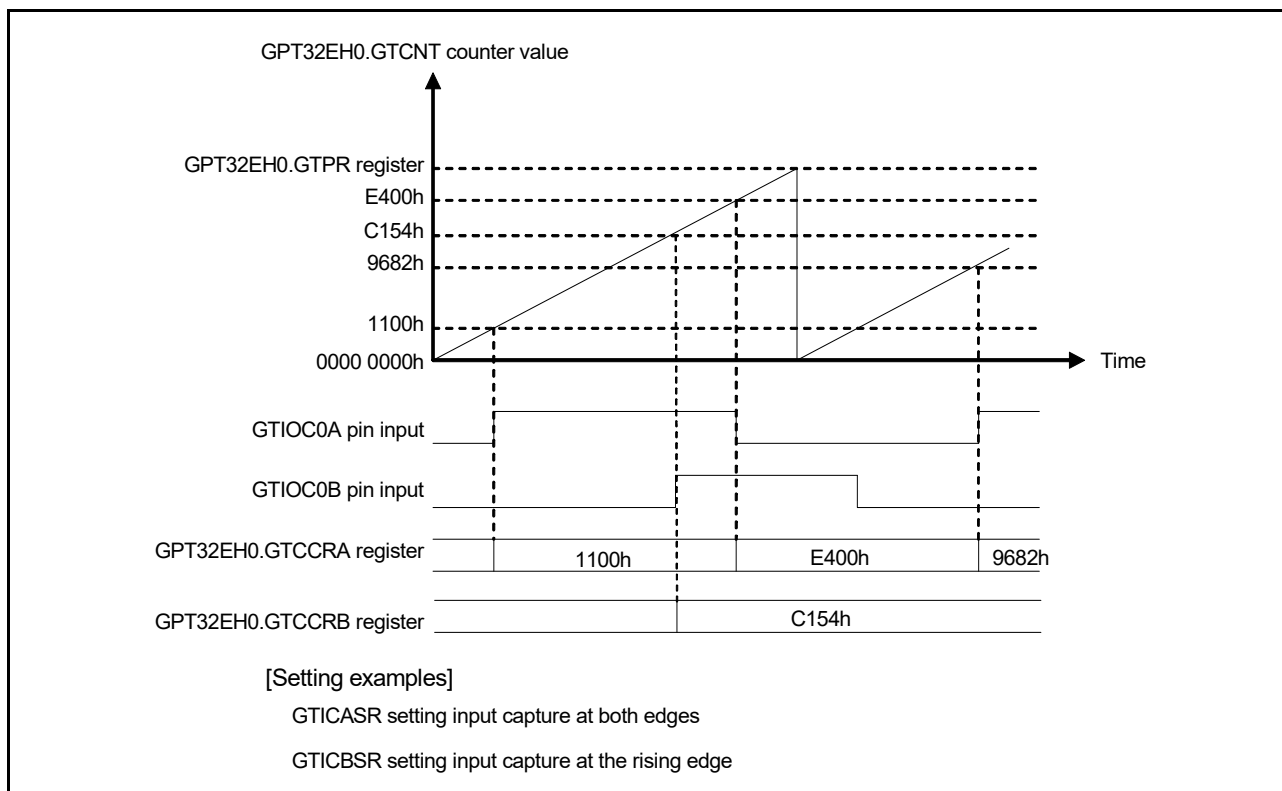 GPT32EH0.GTCNT counter value
GPT32EH0.GTPR register
E400h
C154h
9682h
1100h
0000 0000h
Time
GTIOC0A pin input
GTIOC0B pin input
GPT32EH0.GTCCRA register
1100h
E400h
9682h
GPT32EH0.GTCCRB register
C154h
[Setting examples]
GTICASR setting input capture at both edges
GTICBSR setting input capture at the rising edge